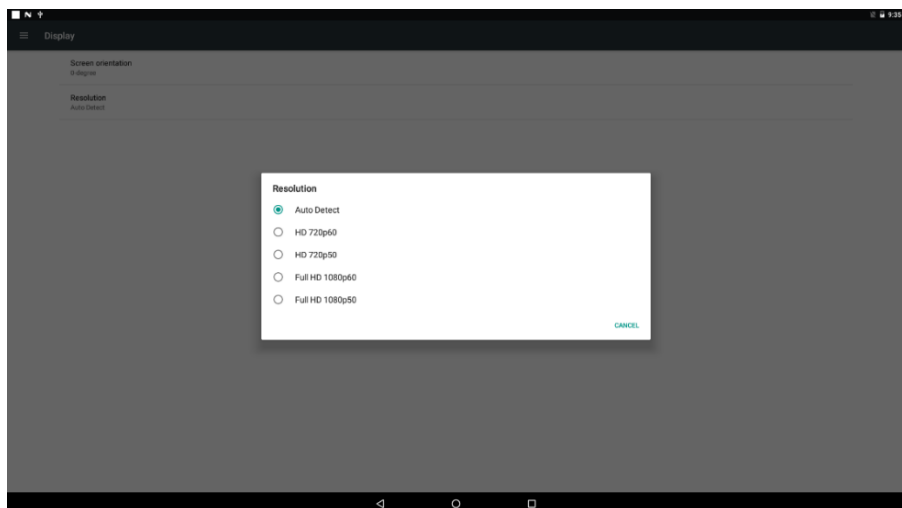 9:35
Display
Screen orientation
0 degree
Resolution
Auto Detect
Resolution
Auto Detect
HD 720p60
HD 720p50
Full HD 1080p60
Full HD 1080p50
CANCEL